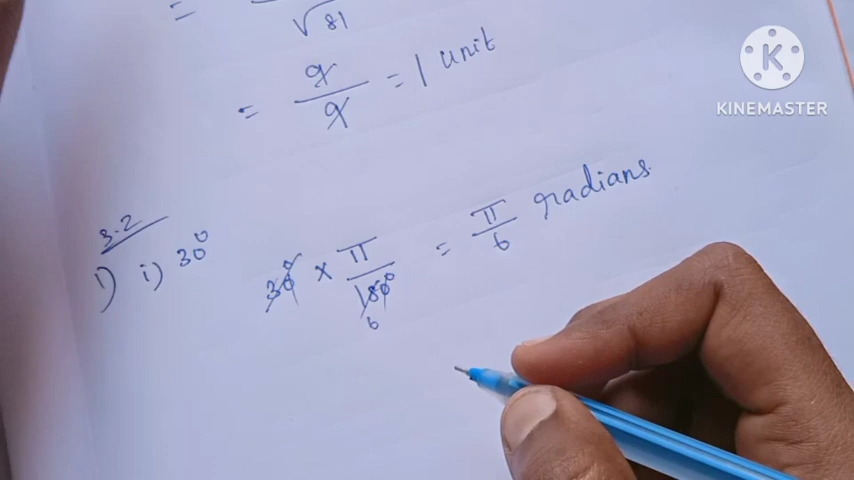 =
√81
= 9/9 = 1 unit
KINEMASTER
3.2
1) i) 30° 30° × π/180° = π/6 radians
6